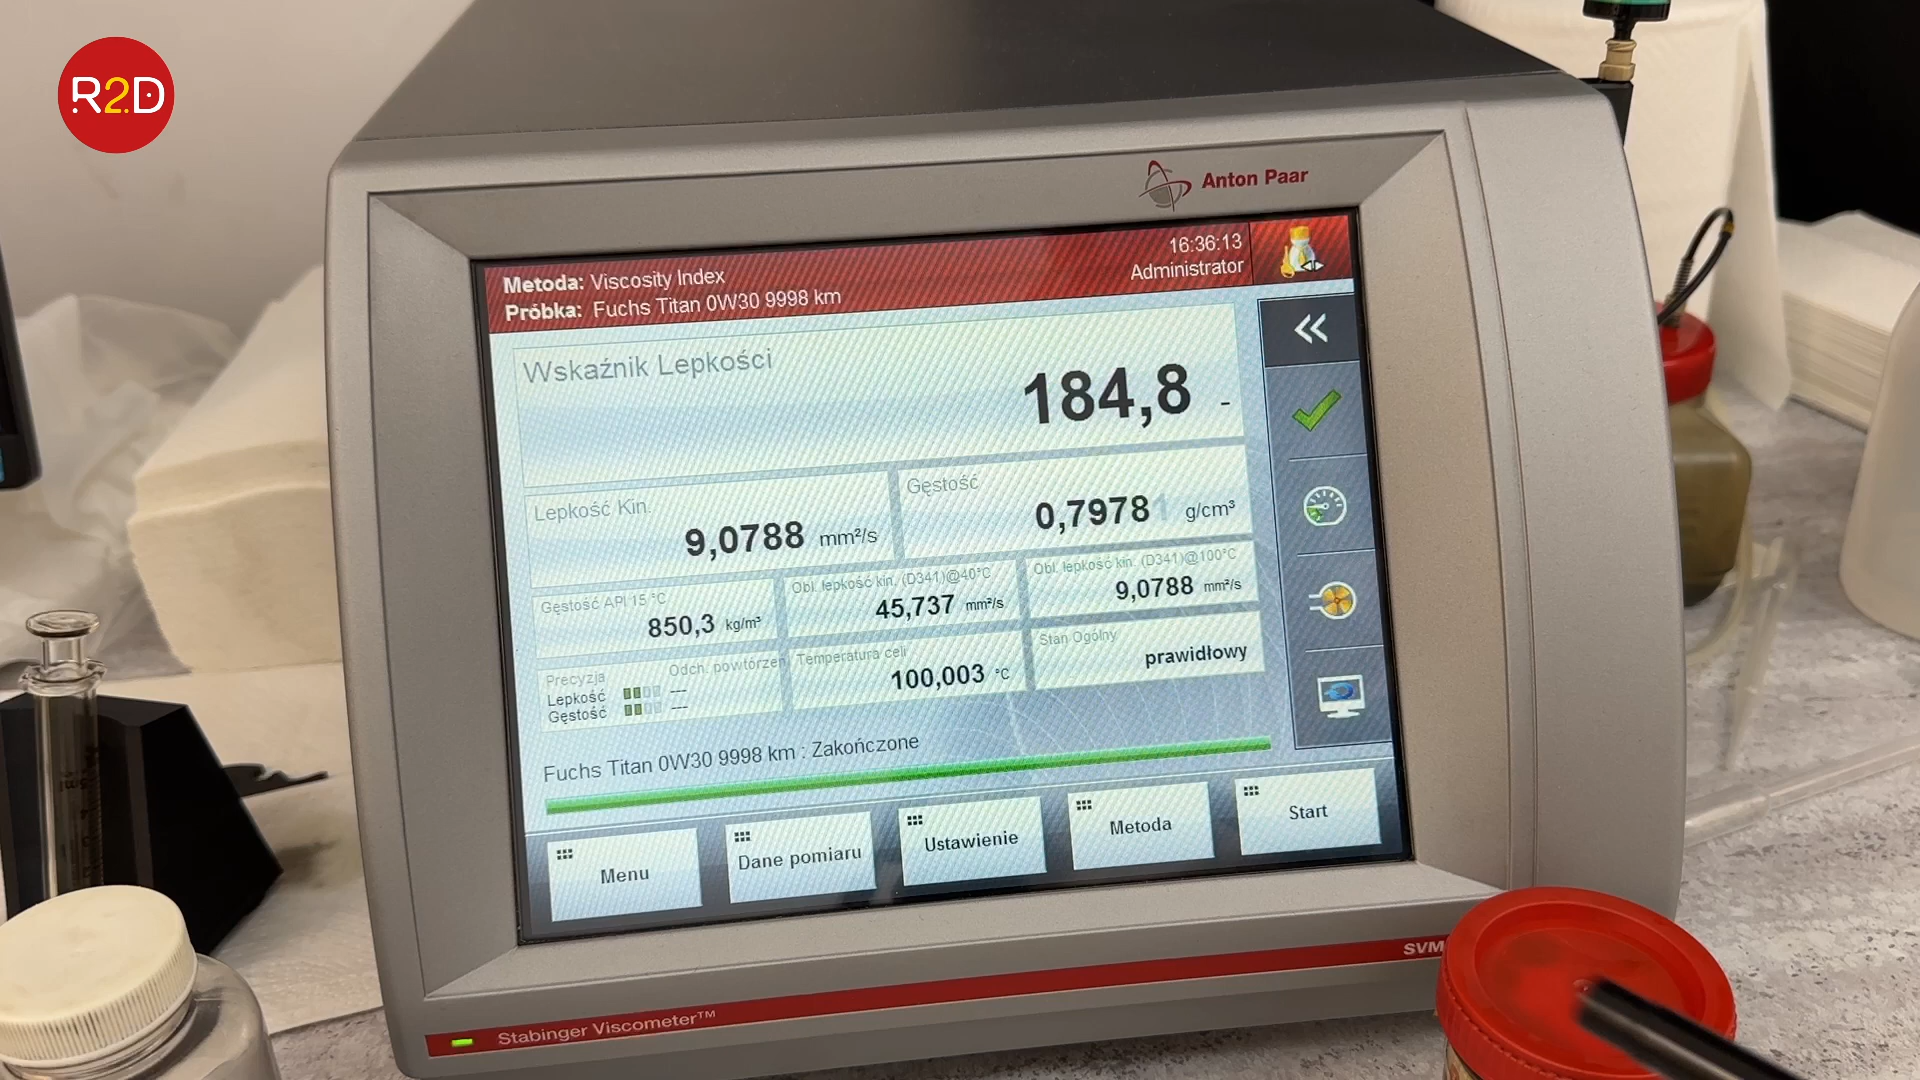 R2D
Anton Paar
Metoda: Viscosity Index
Próbka: Fuchs Titan 0W30 9998 km
16:36:13
Administrator
Wskaźnik Lepkości
184,8 -
Lepkość Kin.
9,0788 mm²/s
Gęstość
0,79781 g/cm³
Gęstość API 15 °C
850,3 kg/m³
Obl. lepkość kin. (D341)@40°C
45,737 mm²/s
Obl. lepkość kin. (D341)@100°C
9,0788 mm²/s
Precyzja
Odch. powtórzeń
Lepkość ---
Gęstość ---
Temperatura celi
100,003 °C
Stan Ogólny
prawidłowy
Fuchs Titan 0W30 9998 km : Zakończone
Menu
Dane pomiaru
Ustawienie
Metoda
Start
SVM
Stabinger Viscometer™